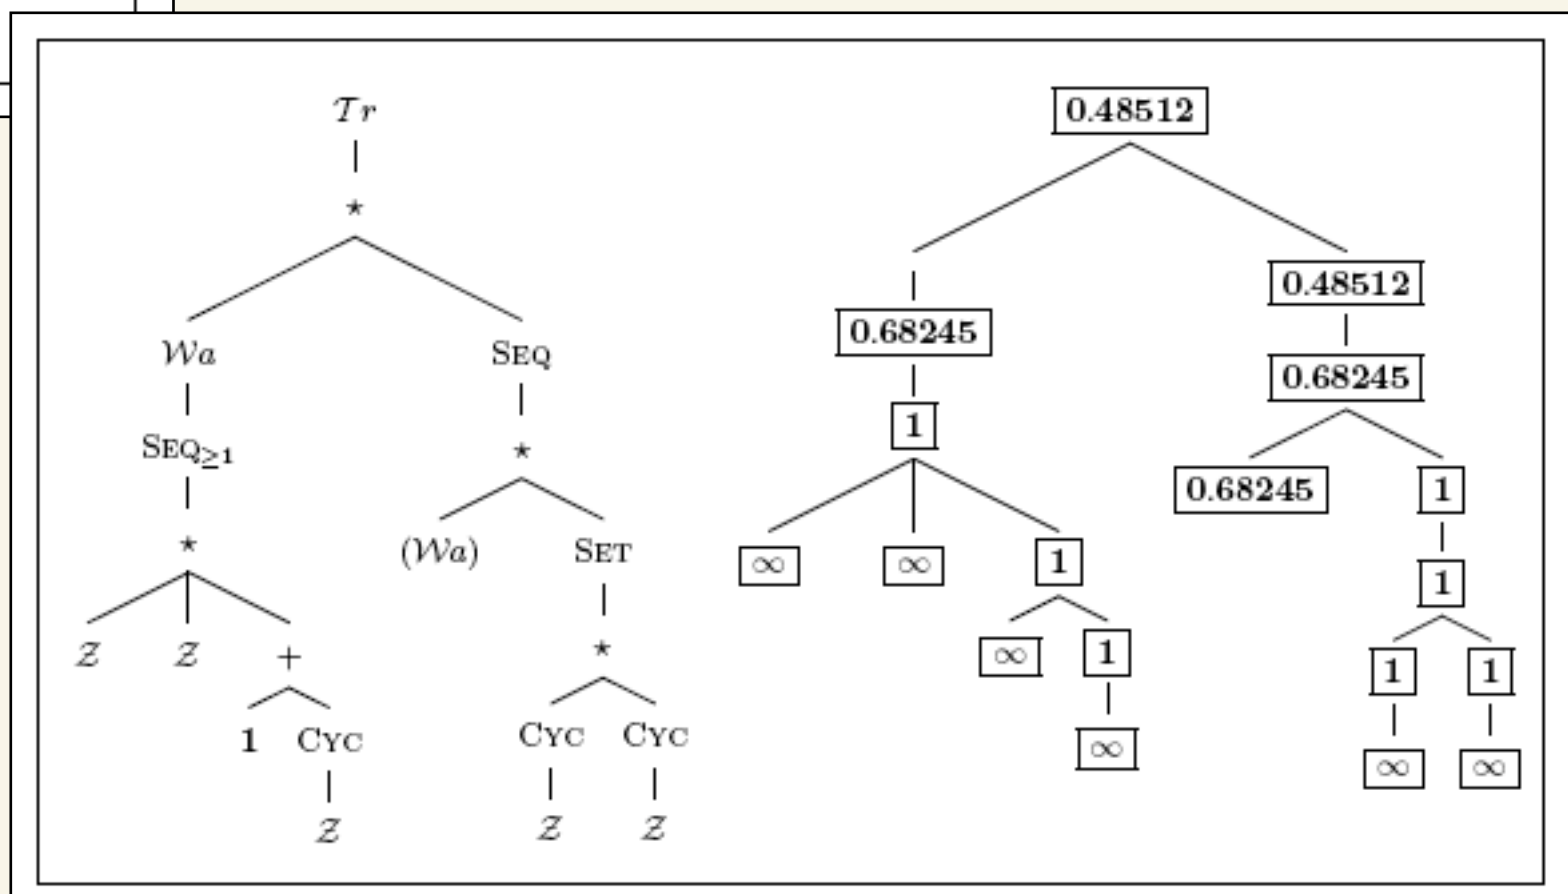 𝒯r
⋆
𝒲a SEQ
SEQ≥1 ⋆
⋆ (𝒲a) SET
𝒵 𝒵 + ⋆
1 CYC CYC CYC
𝒵 𝒵 𝒵
0.48512
0.48512
0.68245
0.68245
1
0.68245 1
∞ ∞ 1 1
∞ 1 1 1
∞ ∞ ∞